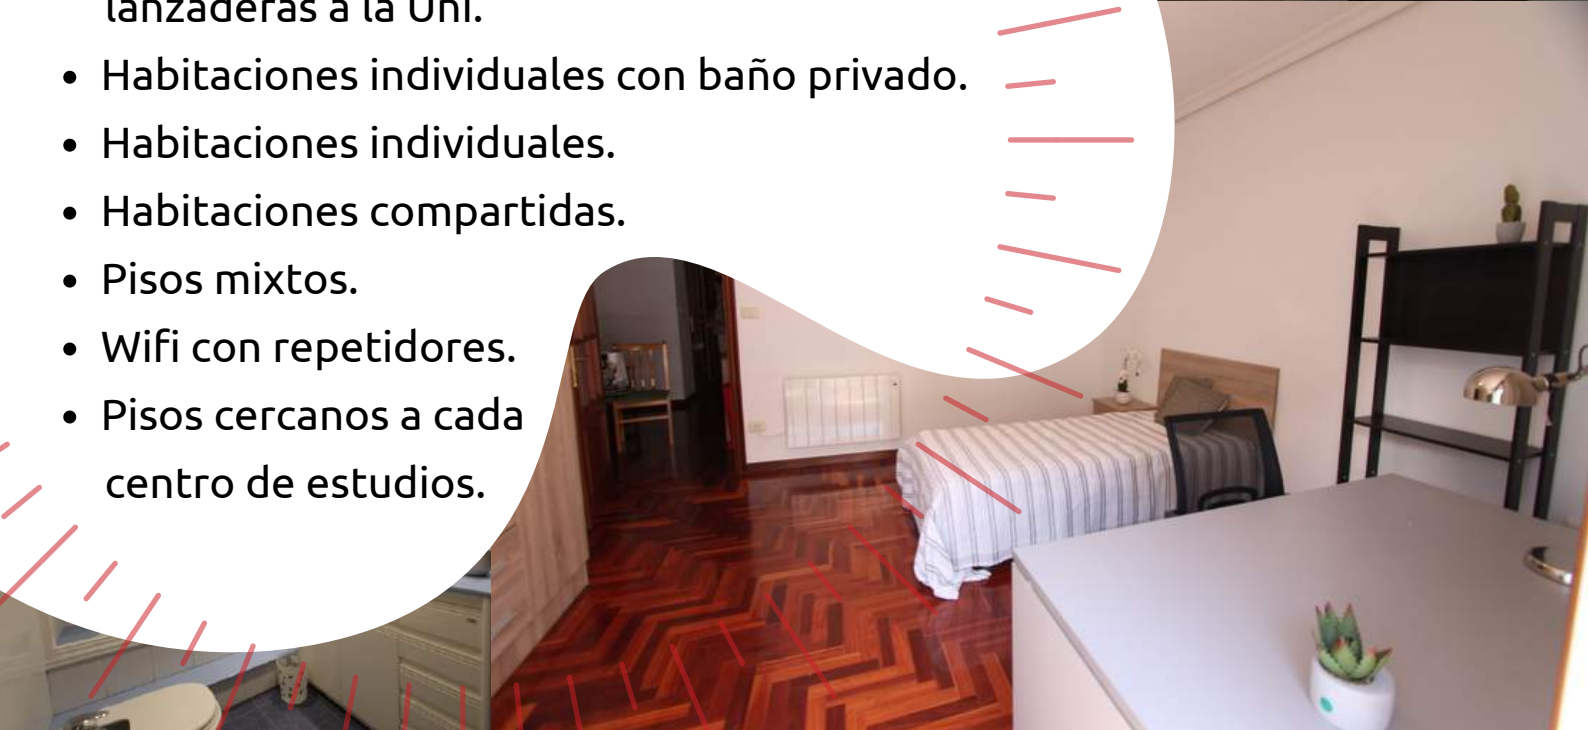 lanzaderas a la Uni.
• Habitaciones individuales con baño privado.
• Habitaciones individuales.
• Habitaciones compartidas.
• Pisos mixtos.
• Wifi con repetidores.
• Pisos cercanos a cada
centro de estudios.